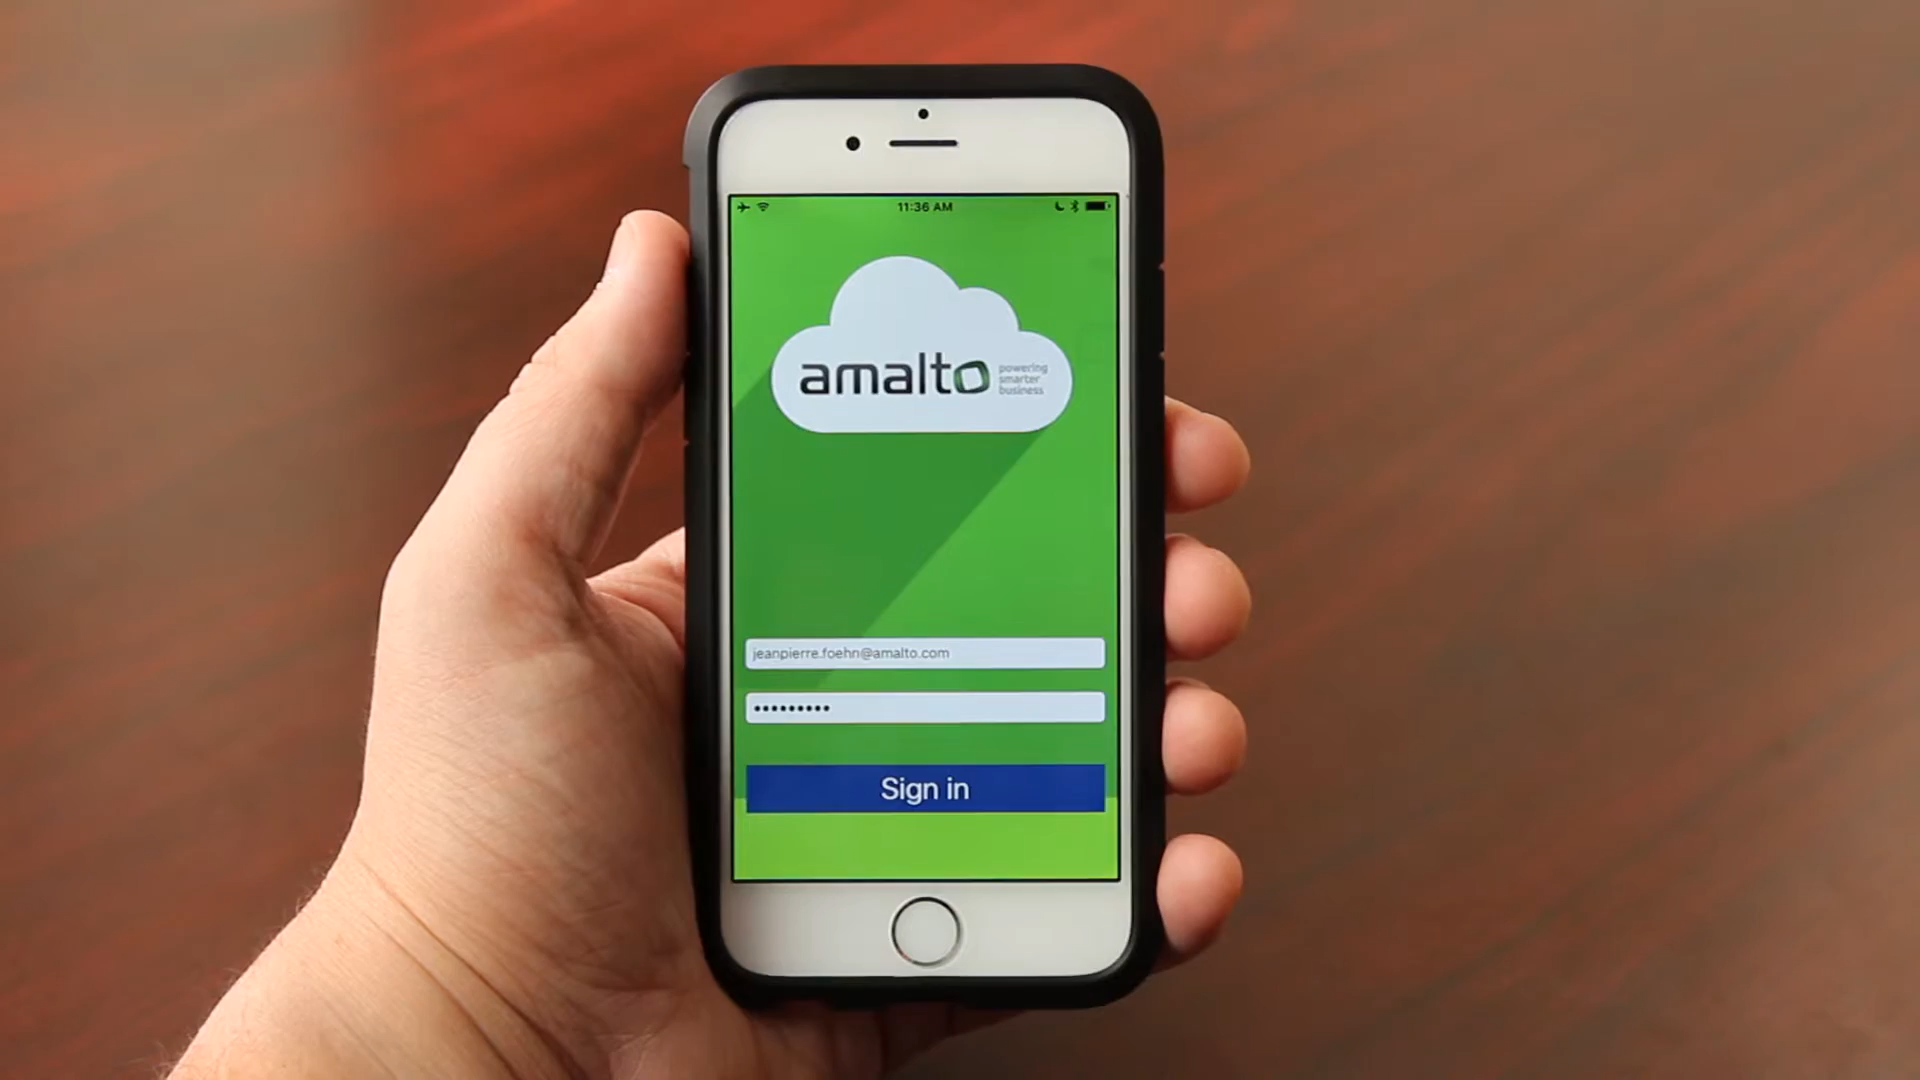 11:36 AM
amalto
powering
smarter
business
jeanpierre.foehn@amalto.com
•••••••••
Sign in